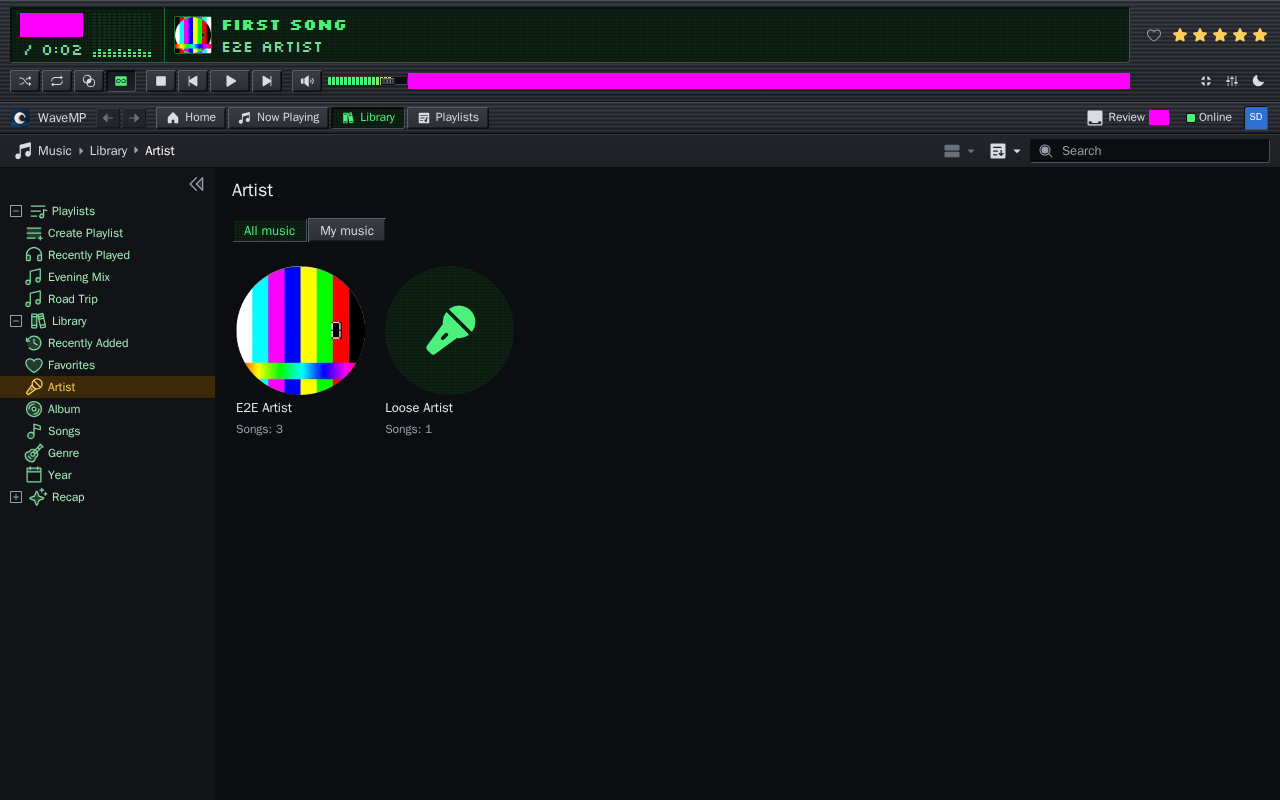 FIRST SONG
/ 0:02
E2E ARTIST
WaveMP
Home
Now Playing
Library
Playlists
Review
Online
SD
Music
Library
Artist
Search
Artist
Playlists
Create Playlist
Recently Played
Evening Mix
Road Trip
Library
Recently Added
Favorites
Artist
Album
Songs
Genre
Year
Recap
All music
My music
0
E2E Artist
Songs: 3
Loose Artist
Songs: 1